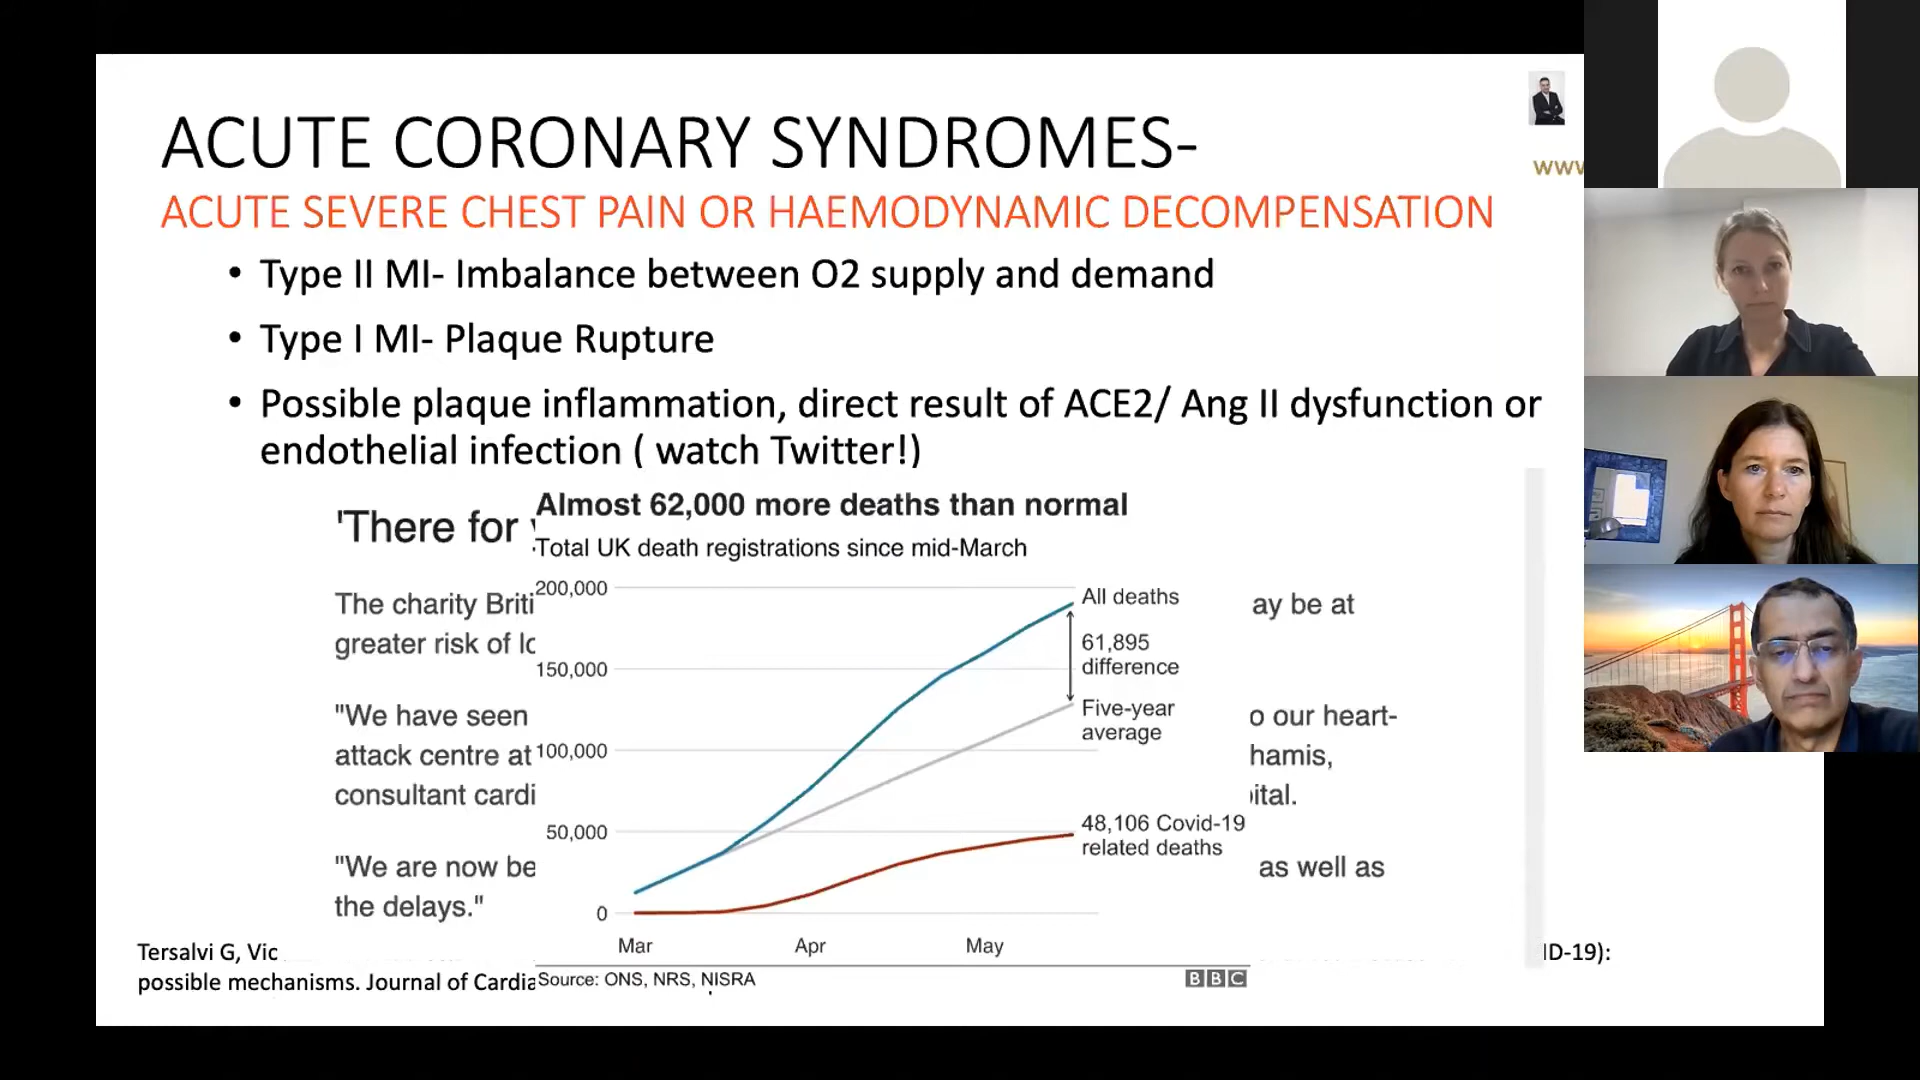 ACUTE CORONARY SYNDROMES-
www
ACUTE SEVERE CHEST PAIN OR HAEMODYNAMIC DECOMPENSATION
• Type II MI- Imbalance between O2 supply and demand
• Type I MI- Plaque Rupture
• Possible plaque inflammation, direct result of ACE2/ Ang II dysfunction or
endothelial infection ( watch Twitter!)
'There for
Almost 62,000 more deaths than normal
Total UK death registrations since mid-March
200,000
150,000
100,000
50,000
0
All deaths
61,895
difference
Five-year
average
48,106 Covid-19
related deaths
Mar Apr May
Source: ONS, NRS, NISRA
BBC
The charity Briti ay be at
greater risk of lo
"We have seen o our heart-
attack centre at hamis,
consultant cardi ital.
"We are now be as well as
the delays."
Tersalvi G, Vic ID-19):
possible mechanisms. Journal of Cardia